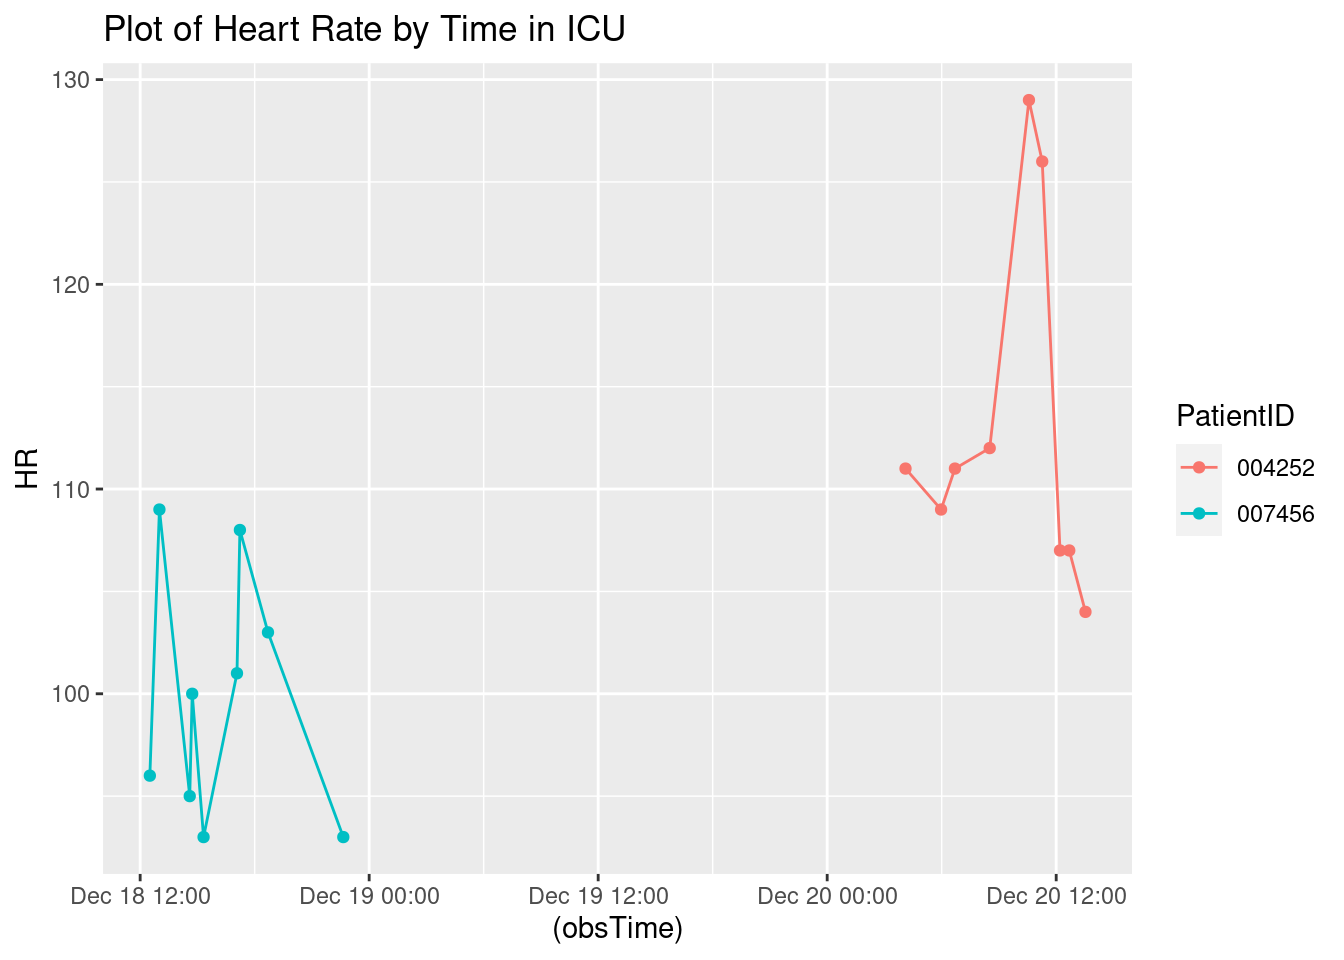 Plot of Heart Rate by Time in ICU
130
120
110
100
HR
Dec 18 12:00 Dec 19 00:00 Dec 19 12:00 Dec 20 00:00 Dec 20 12:00
(obsTime)
PatientID
004252
007456